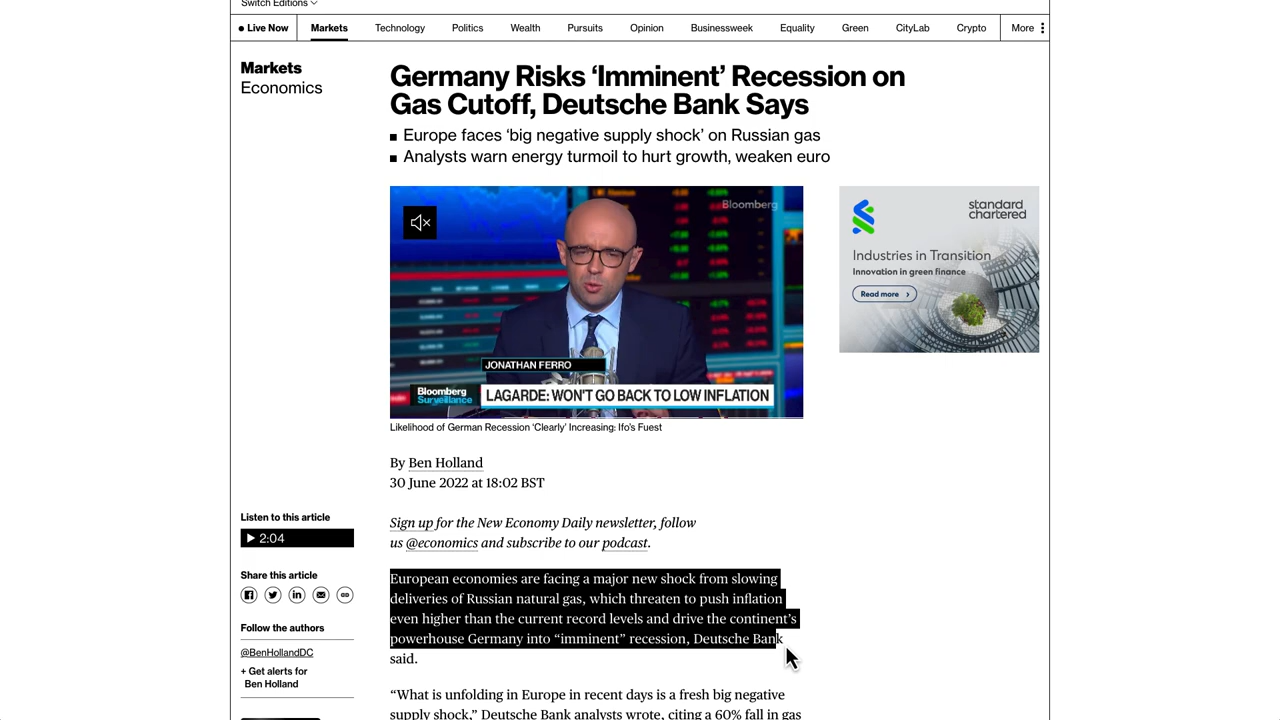 Switch Editions
Live Now
Markets
Technology
Politics
Wealth
Pursuits
Opinion
Businessweek
Equality
Green
CityLab
Crypto
More
Markets
Economics
Germany Risks ‘Imminent’ Recession on
Gas Cutoff, Deutsche Bank Says
Europe faces ‘big negative supply shock’ on Russian gas
Analysts warn energy turmoil to hurt growth, weaken euro
Bloomberg
JONATHAN FERRO
Bloomberg
Surveillance
LAGARDE: WON'T GO BACK TO LOW INFLATION
Likelihood of German Recession ‘Clearly’ Increasing: Ifo’s Fuest
standard
chartered
Industries in Transition
Innovation in green finance
Read more
By Ben Holland
30 June 2022 at 18:02 BST
Listen to this article
2:04
Share this article
Follow the authors
@BenHollandDC
+ Get alerts for
Ben Holland
Sign up for the New Economy Daily newsletter, follow
us @economics and subscribe to our podcast.
European economies are facing a major new shock from slowing
deliveries of Russian natural gas, which threaten to push inflation
even higher than the current record levels and drive the continent’s
powerhouse Germany into “imminent” recession, Deutsche Bank
said.
“What is unfolding in Europe in recent days is a fresh big negative
supply shock,” Deutsche Bank analysts wrote, citing a 60% fall in gas